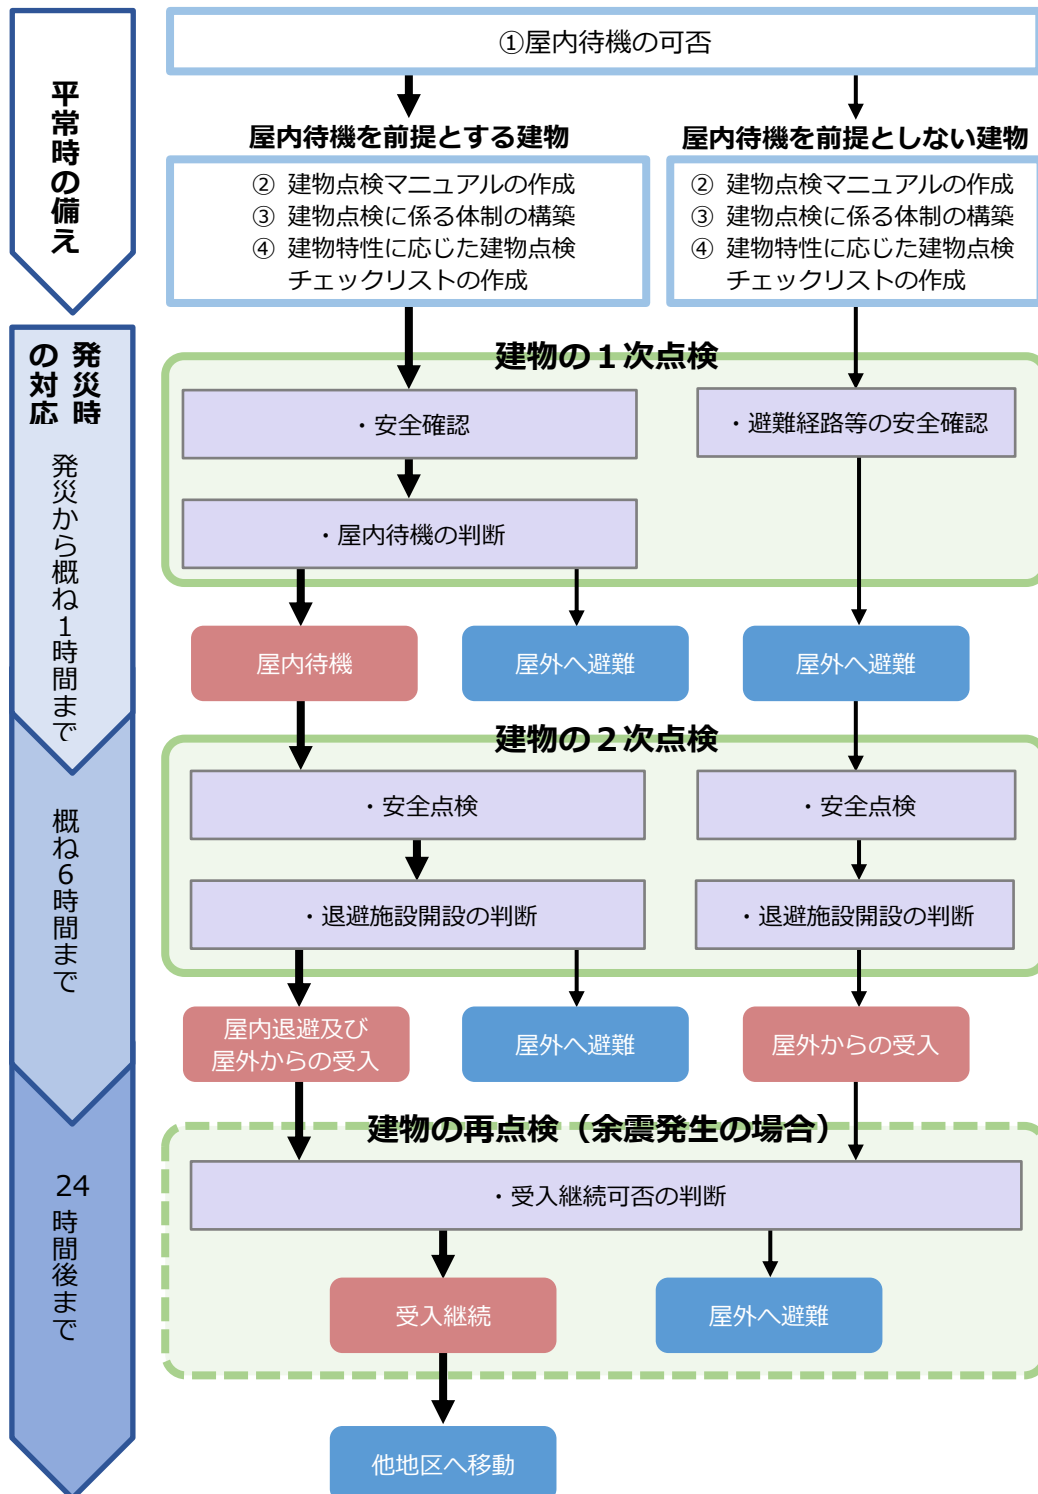 平常時の備え
①屋内待機の可否
屋内待機を前提とする建物
屋内待機を前提としない建物
② 建物点検マニュアルの作成
③ 建物点検に係る体制の構築
④ 建物特性に応じた建物点検
チェックリストの作成
② 建物点検マニュアルの作成
③ 建物点検に係る体制の構築
④ 建物特性に応じた建物点検
チェックリストの作成
発災時
の対応
発災から概ね1時間まで
建物の１次点検
・安全確認
・避難経路等の安全確認
・屋内待機の判断
屋内待機
屋外へ避難
屋外へ避難
概ね6時間まで
建物の２次点検
・安全点検
・安全点検
・退避施設開設の判断
・退避施設開設の判断
屋内退避及び
屋外からの受入
屋外へ避難
屋外からの受入
24
時間後まで
建物の再点検（余震発生の場合）
・受入継続可否の判断
受入継続
屋外へ避難
他地区へ移動